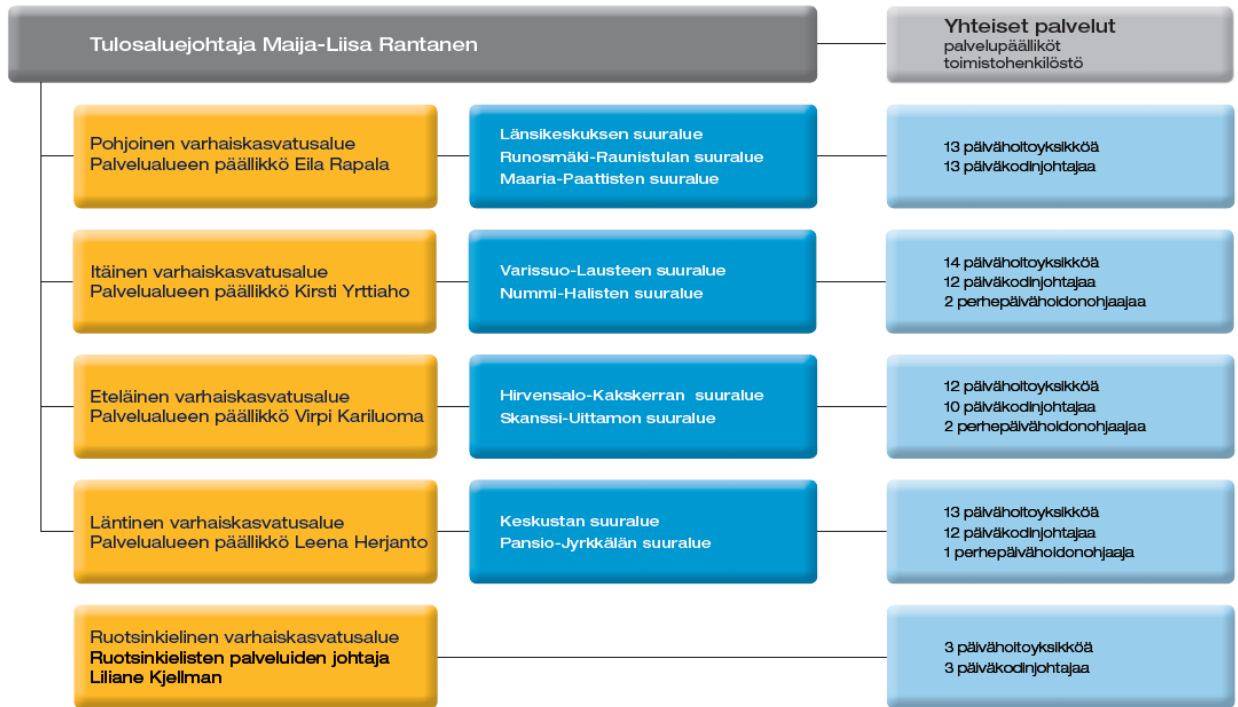 Tulosaluejohtaja Maija-Liisa Rantanen
Yhteiset palvelut
palvelupäälliköt
toimistohenkilöstö
Pohjoinen varhaiskasvatusalue
Palvelualueen päällikkö Eila Rapala
Länsikeskuksen suuralue
Runosmäki-Raunistulan suuralue
Maaria-Paattisten suuralue
13 päivähoitoyksikköä
13 päiväkodinjohtajaa
Itäinen varhaiskasvatusalue
Palvelualueen päällikkö Kirsti Yrttiaho
Varissuo-Lausteen suuralue
Nummi-Halisten suuralue
14 päivähoitoyksikköä
12 päiväkodinjohtajaa
2 perhepäivähoidonohjaajaa
Eteläinen varhaiskasvatusalue
Palvelualueen päällikkö Virpi Kariluoma
Hirvensalo-Kakskerran suuralue
Skanssi-Uittamon suuralue
12 päivähoitoyksikköä
10 päiväkodinjohtajaa
2 perhepäivähoidonohjaajaa
Läntinen varhaiskasvatusalue
Palvelualueen päällikkö Leena Herjanto
Keskustan suuralue
Pansio-Jyrkkälän suuralue
13 päivähoitoyksikköä
12 päiväkodinjohtajaa
1 perhepäivähoidonohjaaja
Ruotsinkielinen varhaiskasvatusalue
Ruotsinkielisten palveluiden johtaja
Liliane Kjellman
3 päivähoitoyksikköä
3 päiväkodinjohtajaa